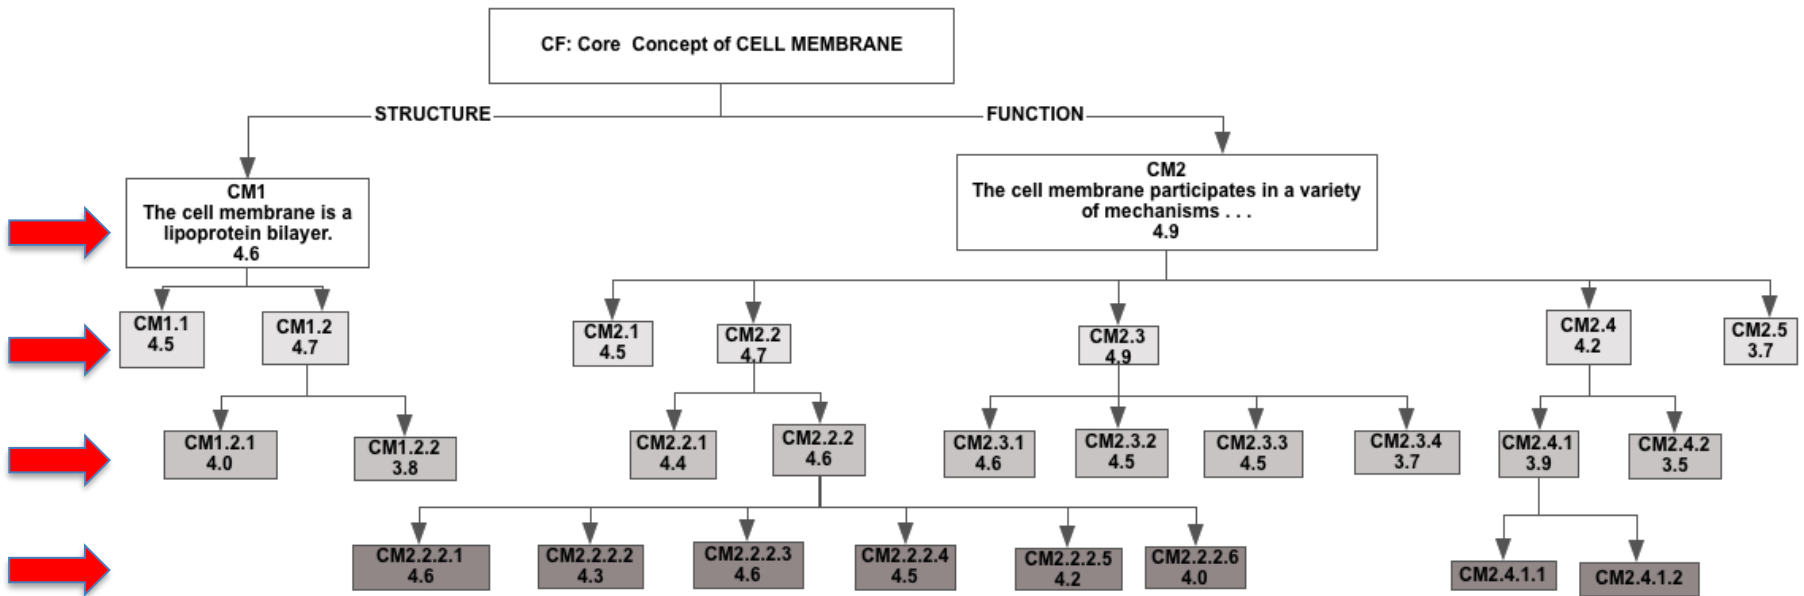 CF: Core Concept of CELL MEMBRANE
STRUCTURE
FUNCTION
CM1
The cell membrane is a
lipoprotein bilayer.
4.6
CM2
The cell membrane participates in a variety
of mechanisms . . .
4.9
CM1.1
4.5
CM1.2
4.7
CM2.1
4.5
CM2.2
4.7
CM2.3
4.9
CM2.4
4.2
CM2.5
3.7
CM1.2.1
4.0
CM1.2.2
3.8
CM2.2.1
4.4
CM2.2.2
4.6
CM2.3.1
4.6
CM2.3.2
4.5
CM2.3.3
4.5
CM2.3.4
3.7
CM2.4.1
3.9
CM2.4.2
3.5
CM2.2.2.1
4.6
CM2.2.2.2
4.3
CM2.2.2.3
4.6
CM2.2.2.4
4.5
CM2.2.2.5
4.2
CM2.2.2.6
4.0
CM2.4.1.1
CM2.4.1.2